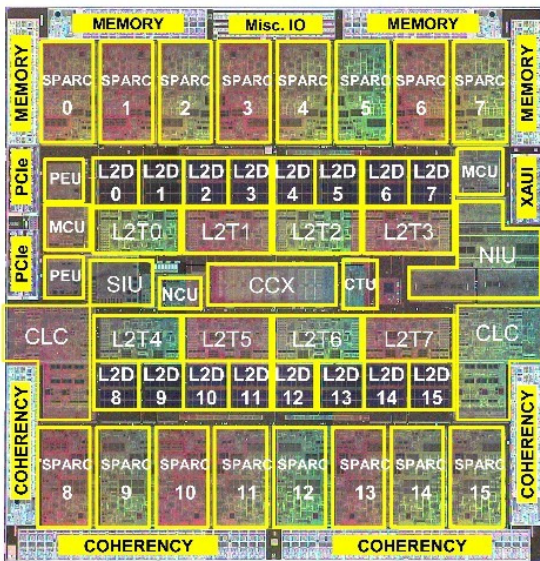 MEMORY
Misc. IO
MEMORY
MEMORY
MEMORY
SPARC
0
SPARC
1
SPARC
2
SPARC
3
SPARC
4
SPARC
5
SPARC
6
SPARC
7
PCIe
PEU
L2D
0
L2D
1
L2D
2
L2D
3
L2D
4
L2D
5
L2D
6
L2D
7
MCU
XAUI
MCU
L2T0
L2T1
L2T2
L2T3
NIU
PCIe
PEU
SIU
NCU
CCX
CTU
CLC
L2T4
L2T5
L2T6
L2T7
CLC
L2D
8
L2D
9
L2D
10
L2D
11
L2D
12
L2D
13
L2D
14
L2D
15
COHERENCY
COHERENCY
SPARC
8
SPARC
9
SPARC
10
SPARC
11
SPARC
12
SPARC
13
SPARC
14
SPARC
15
COHERENCY
COHERENCY